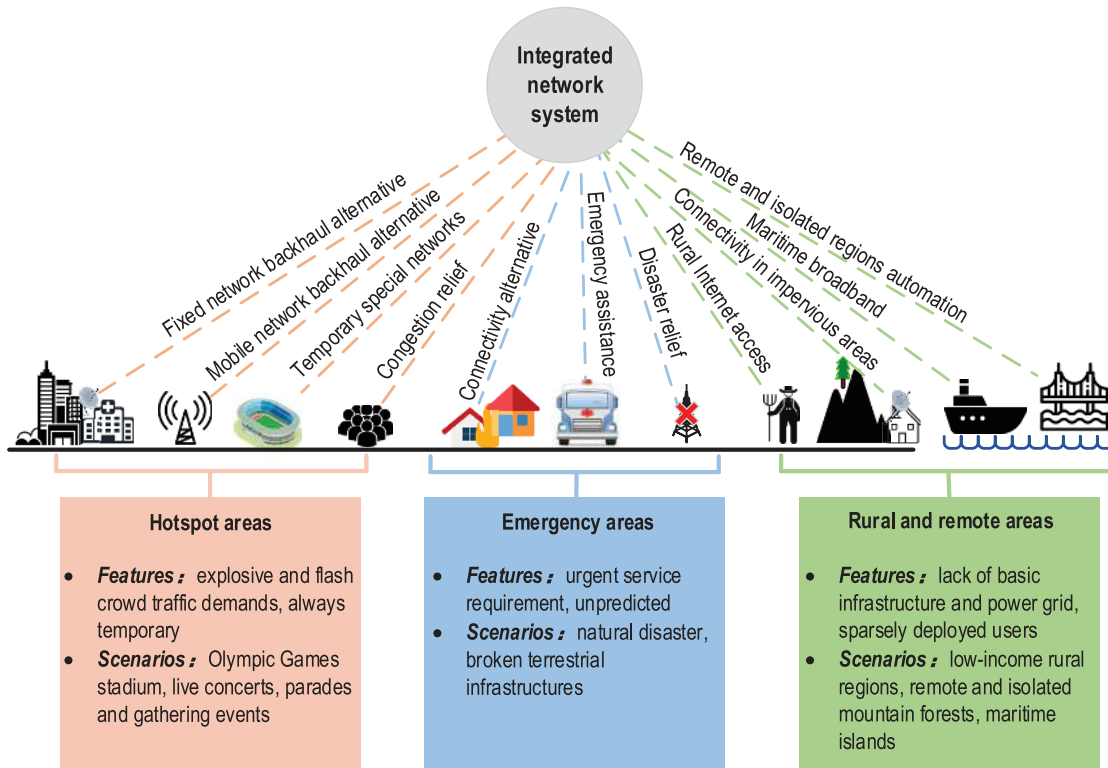 Integrated
network
system
Fixed network backhaul alternative
Mobile network backhaul alternative
Temporary special networks
Congestion relief
Connectivity alternative
Emergency assistance
Disaster relief
Rural Internet access
Connectivity in impervious areas
Maritime broadband
Remote and isolated regions automation
Hotspot areas
• Features： explosive and flash
crowd traffic demands, always
temporary
• Scenarios： Olympic Games
stadium, live concerts, parades
and gathering events
Emergency areas
• Features： urgent service
requirement, unpredicted
• Scenarios： natural disaster,
broken terrestrial
infrastructures
Rural and remote areas
• Features： lack of basic
infrastructure and power grid,
sparsely deployed users
• Scenarios： low-income rural
regions, remote and isolated
mountain forests, maritime
islands